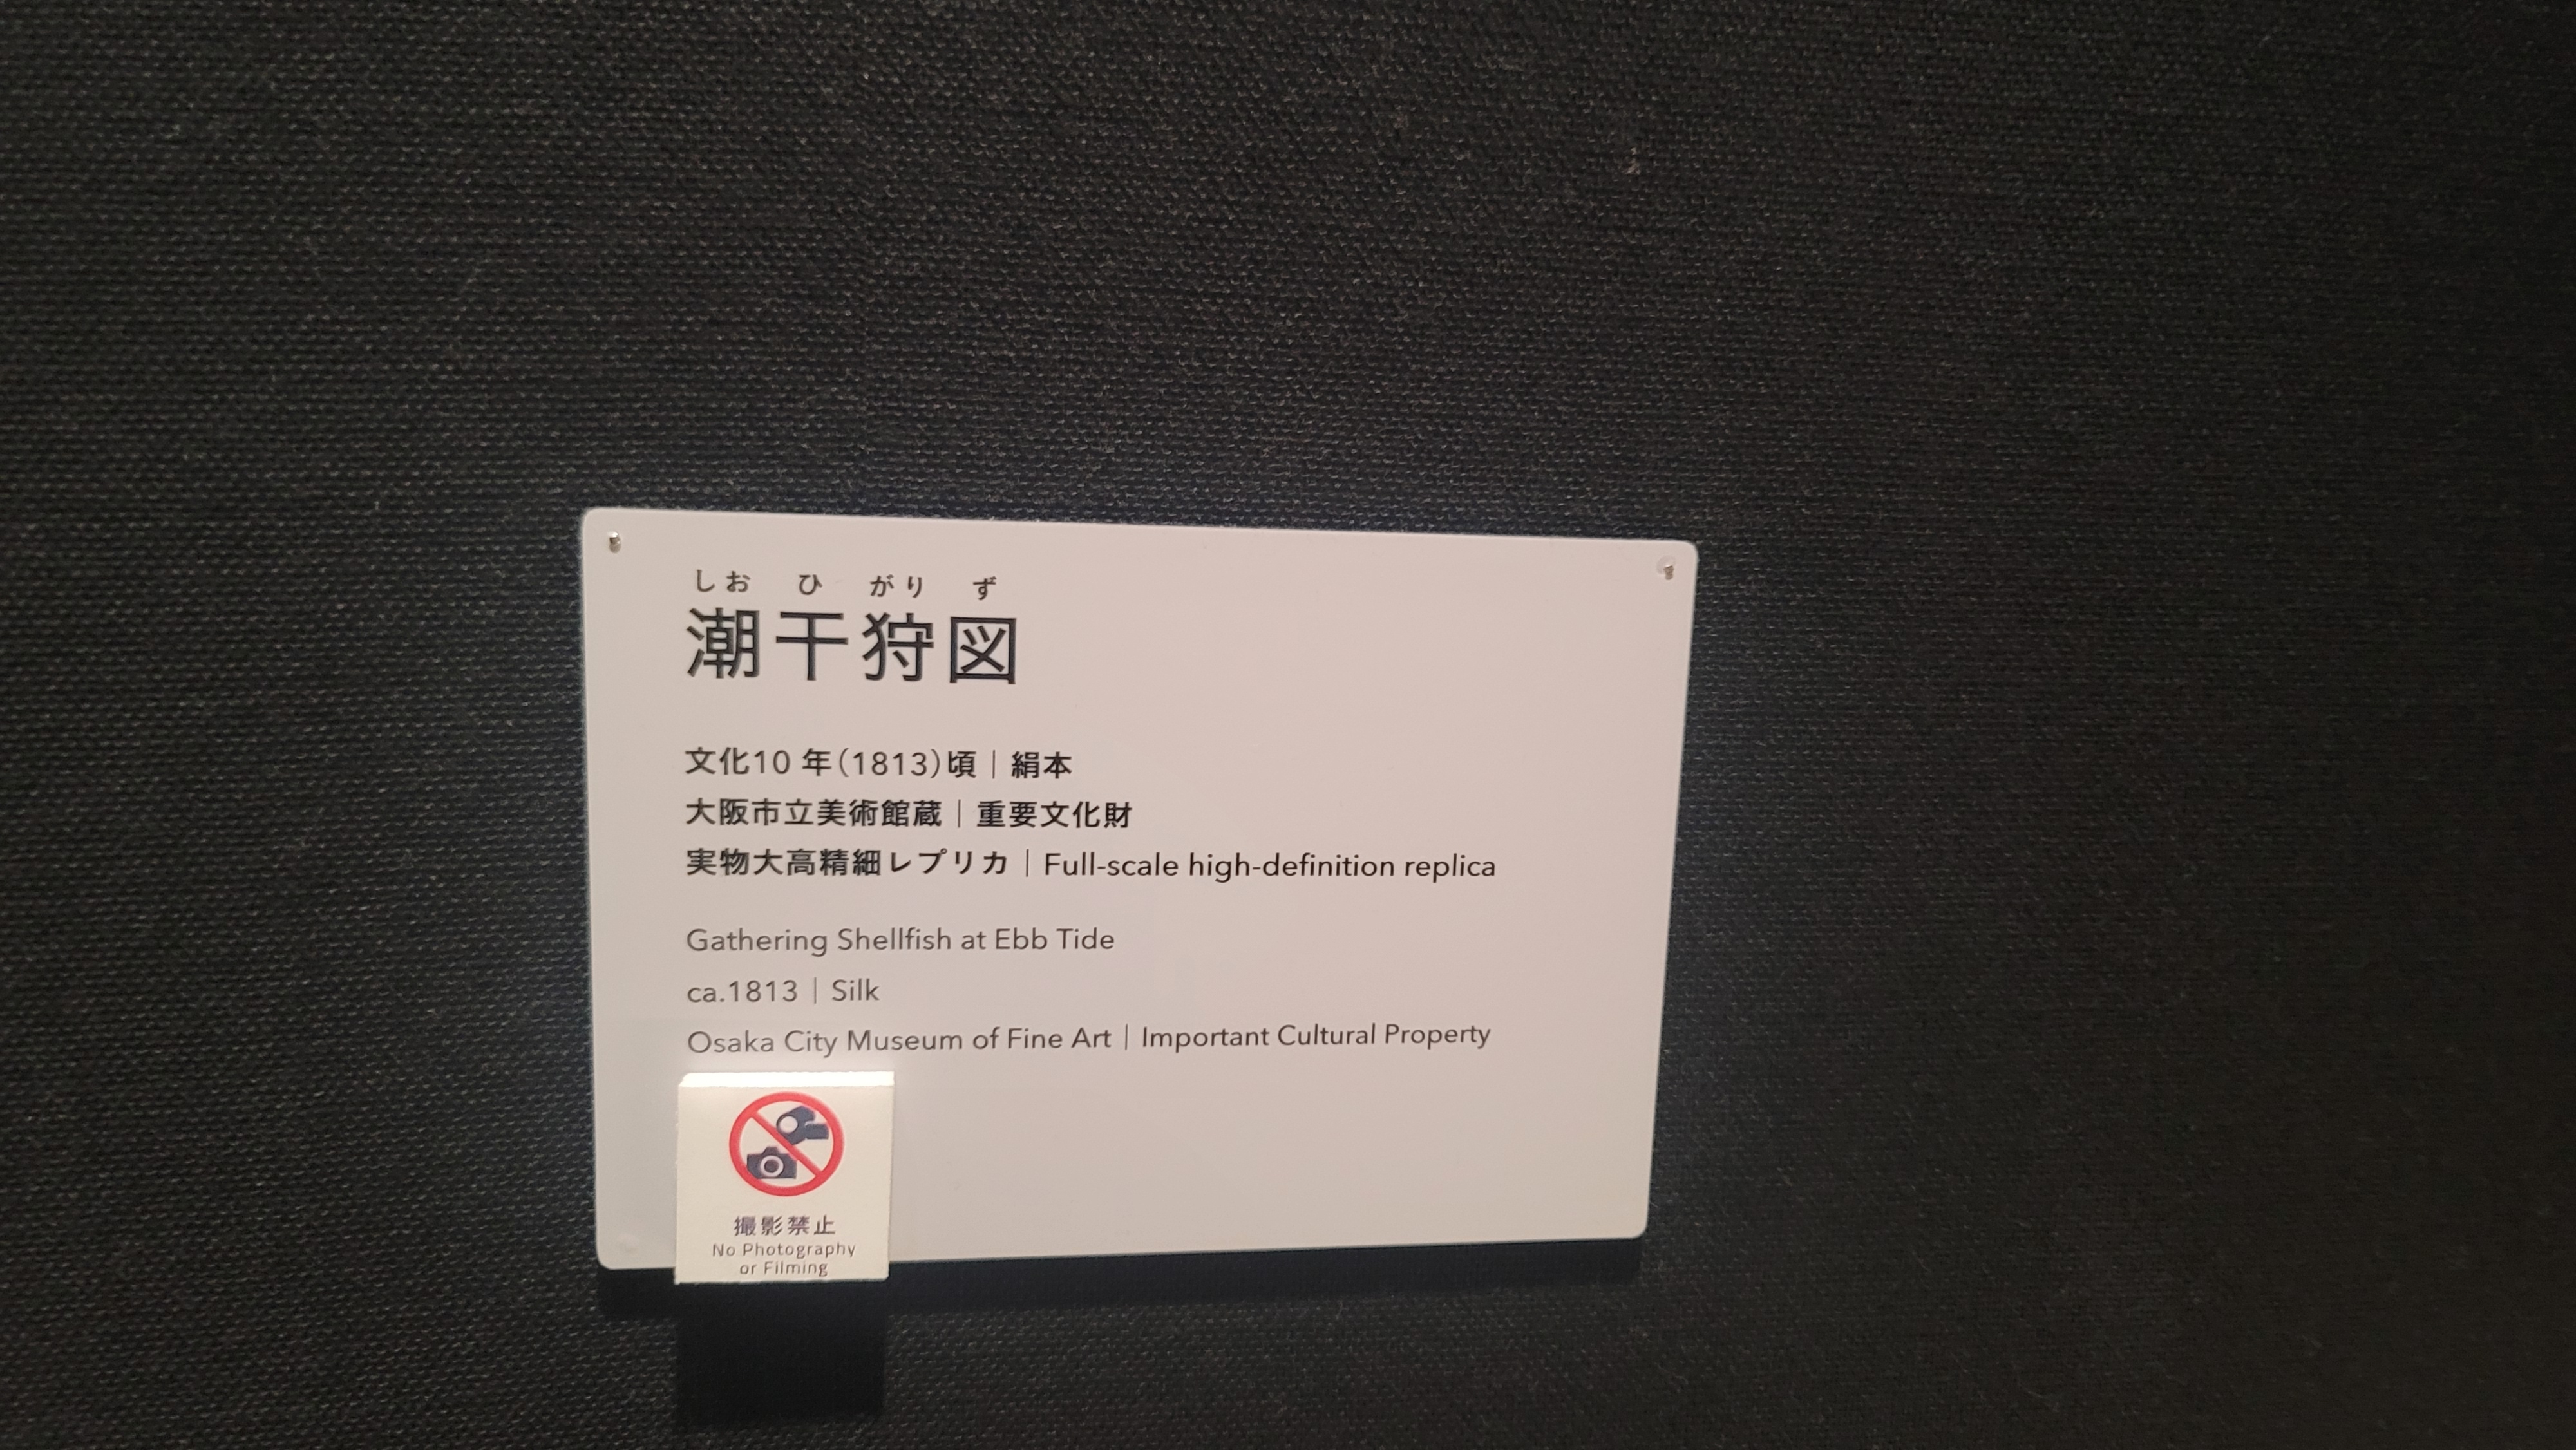 しお ひ がり ず
潮干狩図
文化10年(1813)頃｜絹本
大阪市立美術館蔵｜重要文化財
実物大高精細レプリカ｜Full-scale high-definition replica
Gathering Shellfish at Ebb Tide
ca.1813｜Silk
Osaka City Museum of Fine Art｜Important Cultural Property
撮影禁止
No Photography
or Filming